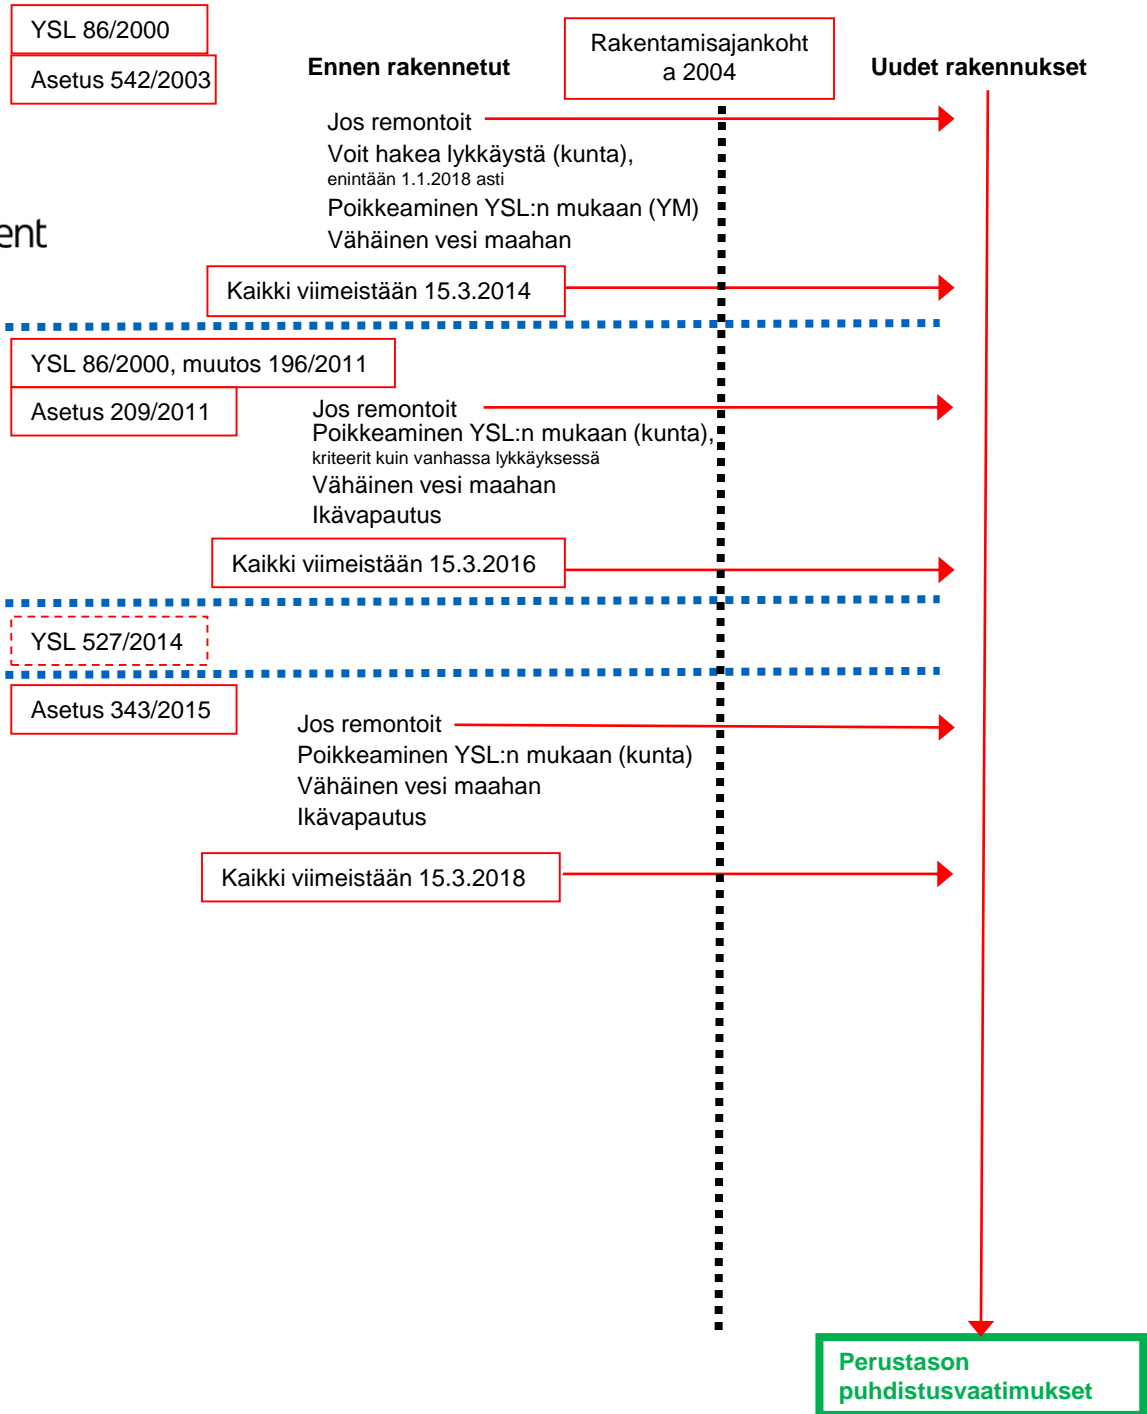 YSL 86/2000
Asetus 542/2003
Ennen rakennetut
Rakentamisajankoht
a 2004
Uudet rakennukset
Jos remontoit
Voit hakea lykkäystä (kunta),
enintään 1.1.2018 asti
Poikkeaminen YSL:n mukaan (YM)
Vähäinen vesi maahan
ent
Kaikki viimeistään 15.3.2014
YSL 86/2000, muutos 196/2011
Asetus 209/2011
Jos remontoit
Poikkeaminen YSL:n mukaan (kunta),
kriteerit kuin vanhassa lykkäyksessä
Vähäinen vesi maahan
Ikävapautus
Kaikki viimeistään 15.3.2016
YSL 527/2014
Asetus 343/2015
Jos remontoit
Poikkeaminen YSL:n mukaan (kunta)
Vähäinen vesi maahan
Ikävapautus
Kaikki viimeistään 15.3.2018
Perustason
puhdistusvaatimukset